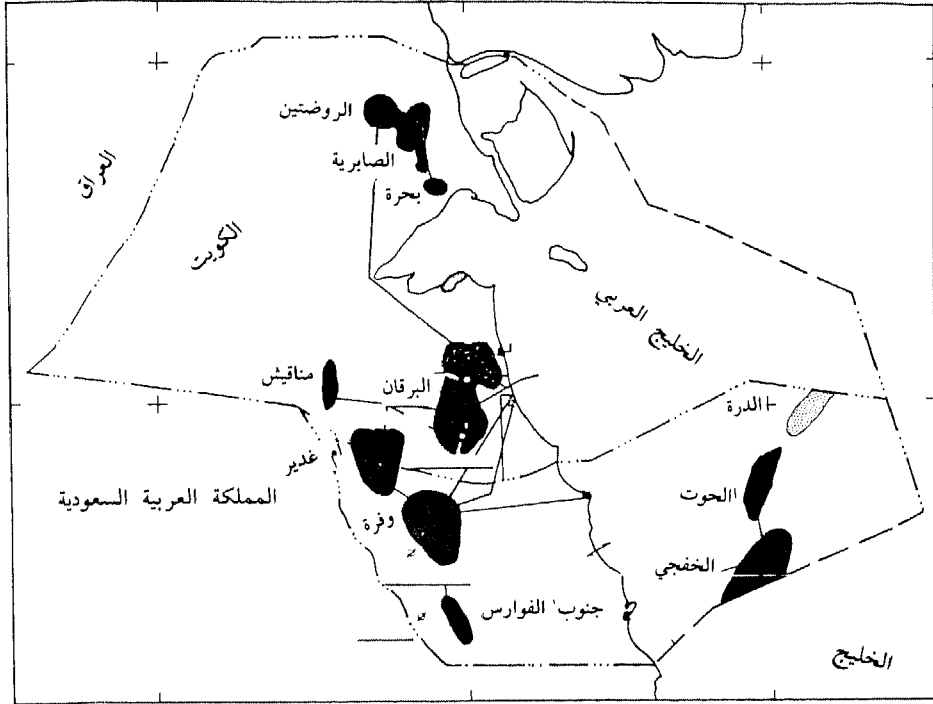 الروضتين
الصابرية
بحرة
العراق
الكويت
الخليج العربي
مناقيش
البرقان
الدرة
أم غدير
المملكة العربية السعودية
وفرة
الحوت
الخفجي
جنوب الفوارس
الخليج